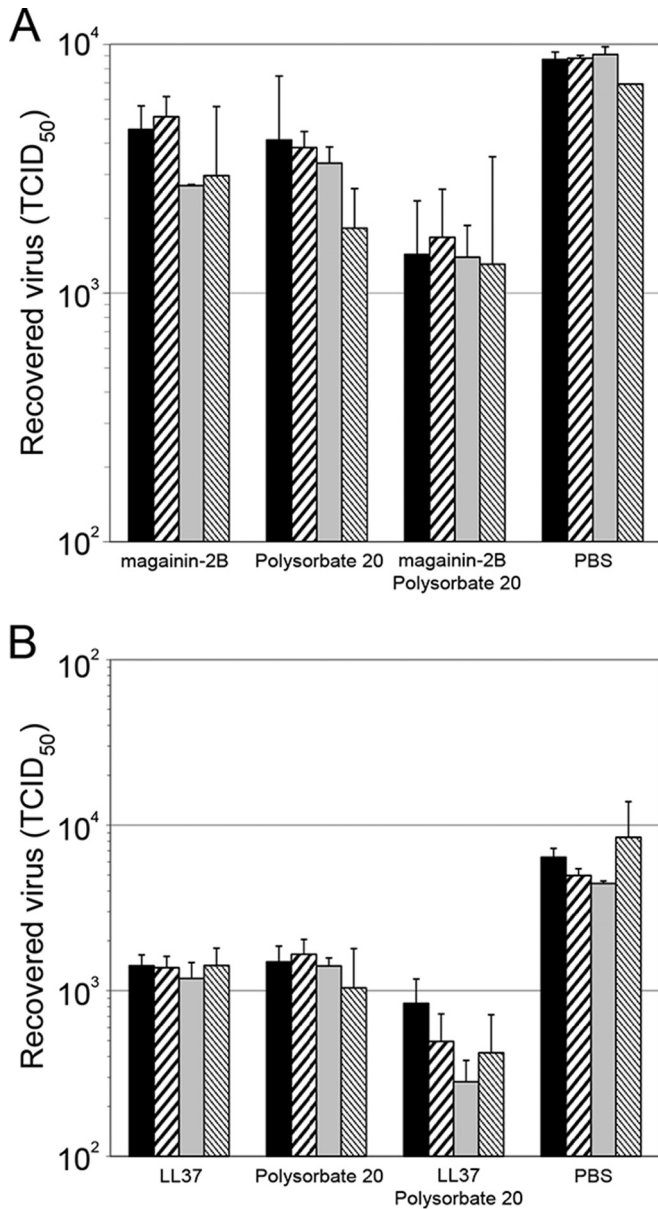 A
Recovered virus (TCID50)
10^4
10^3
10^2
magainin-2B
Polysorbate 20
magainin-2B
Polysorbate 20
PBS
B
Recovered virus (TCID50)
10^2
10^4
10^3
10^2
LL37
Polysorbate 20
LL37
Polysorbate 20
PBS